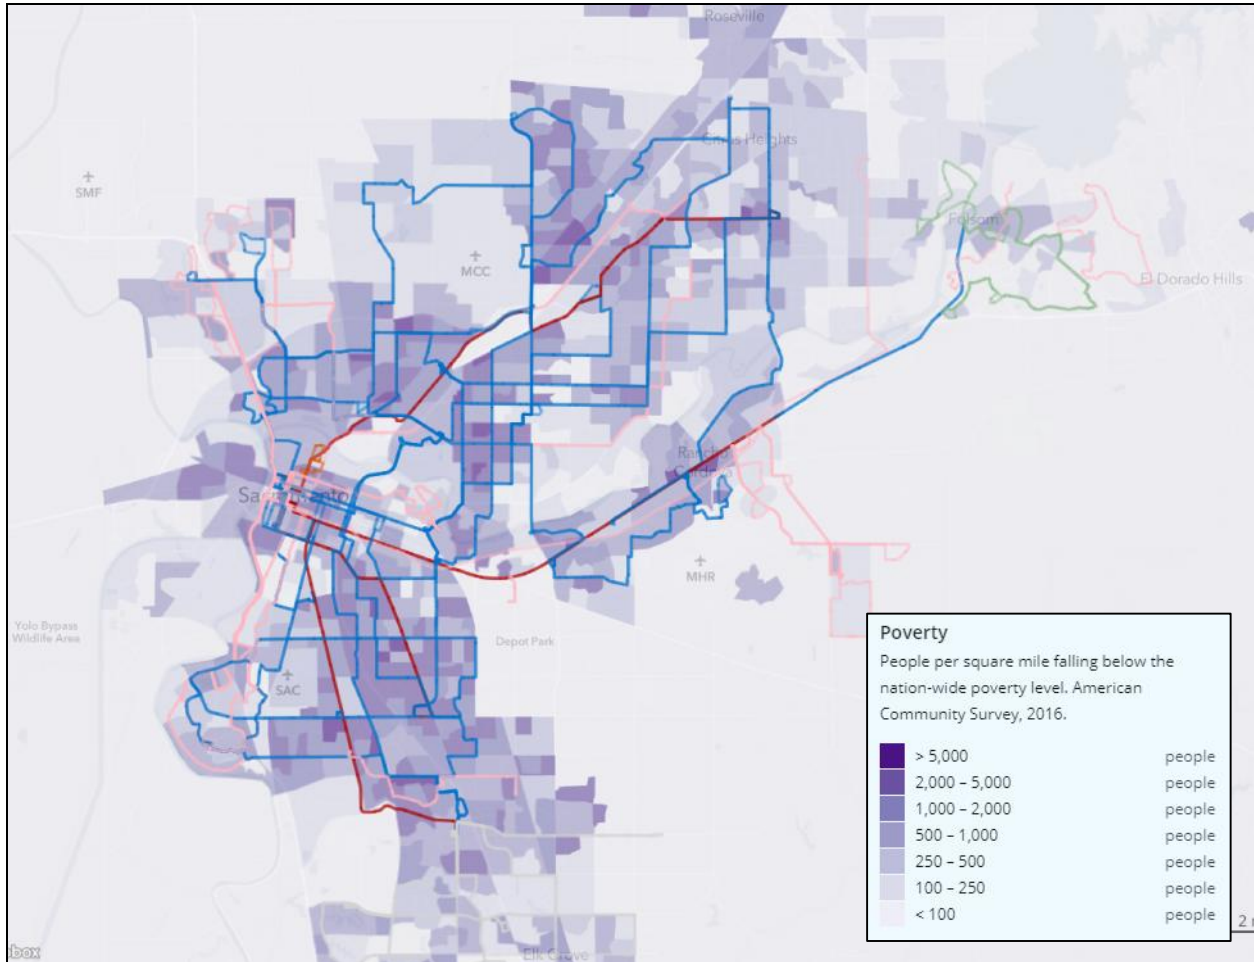 Roseville
Citrus Heights
SMF
Folsom
MCC
El Dorado Hills
Rancho
Cordova
Sacramento
MHR
Yolo Bypass
Wildlife Area
Depot Park
SAC
Elk Grove
box
Poverty
People per square mile falling below the
nation-wide poverty level. American
Community Survey, 2016.
> 5,000 people
2,000 – 5,000 people
1,000 – 2,000 people
500 – 1,000 people
250 – 500 people
100 – 250 people
< 100 people
2